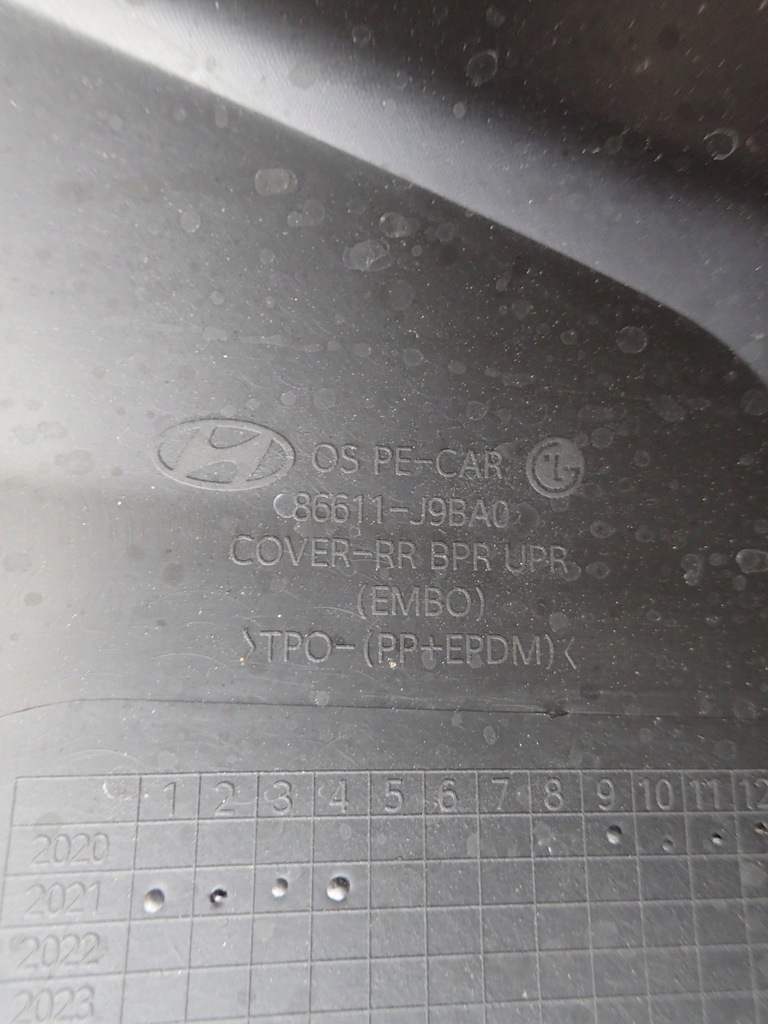 OS PE-CAR LG
86611-J9BA0
COVER-RR BPR UPR
(EMBO)
>TPO-(PP+EPDM)<
1 2 3 4 5 6 7 8 9 10 11 12
2020
2021
2022
2023